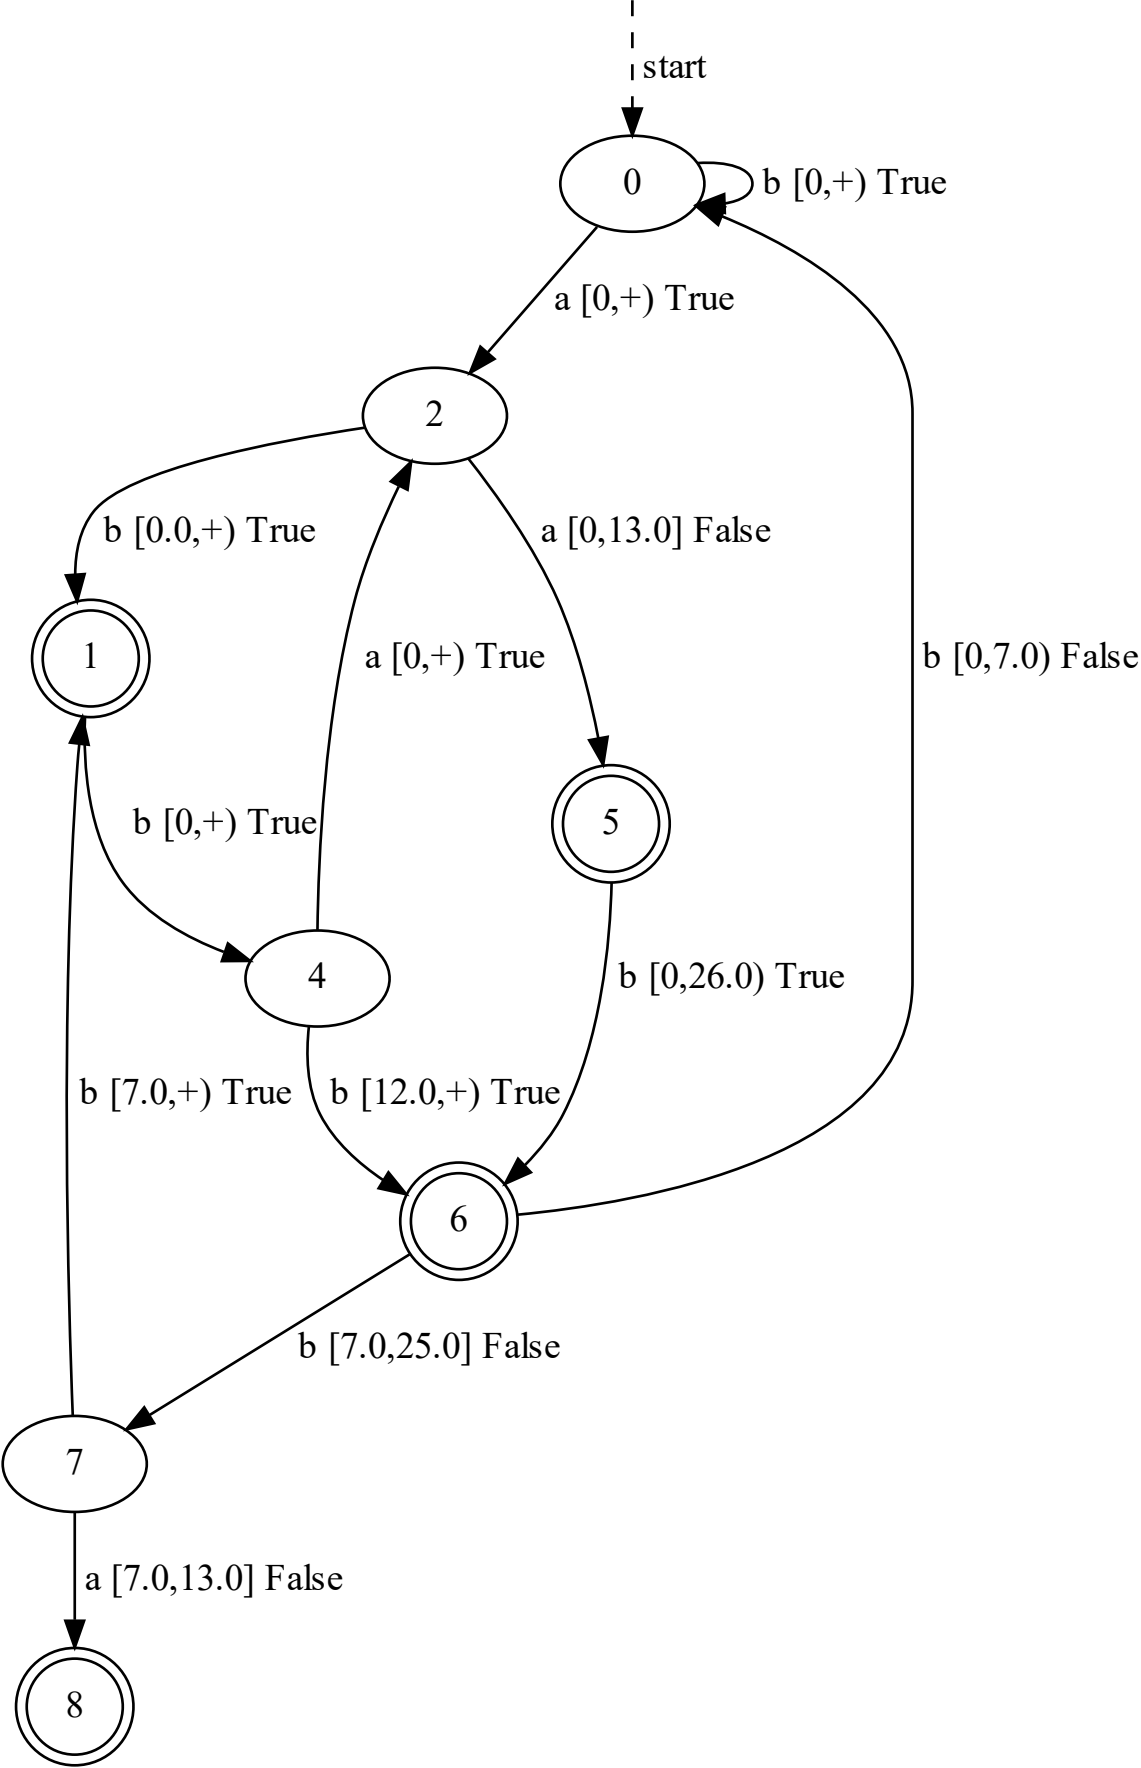 start
0
b [0,+) True
a [0,+) True
2
b [0.0,+) True
a [0,13.0] False
1
a [0,+) True
b [0,7.0) False
b [0,+) True
5
4
b [0,26.0) True
b [7.0,+) True
b [12.0,+) True
6
b [7.0,25.0] False
7
a [7.0,13.0] False
8